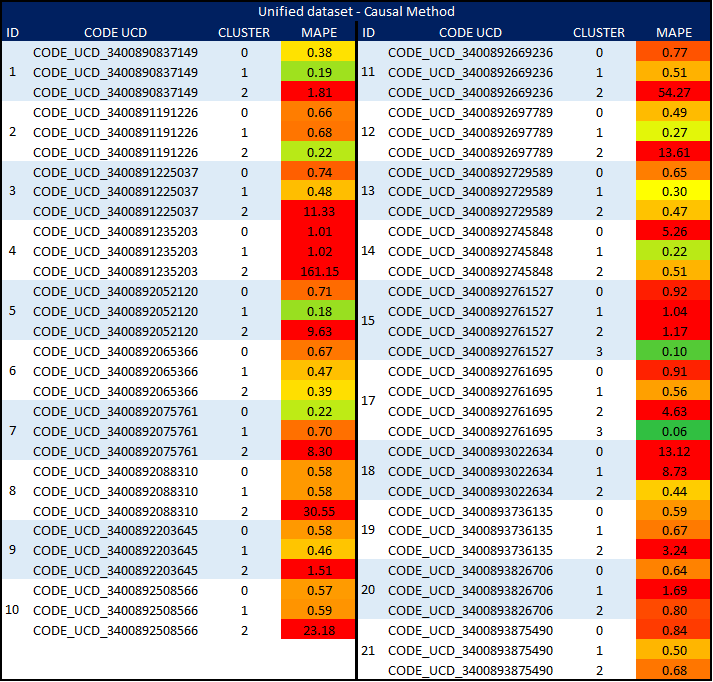 Unified dataset - Causal Method
ID CODE UCD CLUSTER MAPE ID CODE UCD CLUSTER MAPE
CODE_UCD_3400890837149 0 0.38 CODE_UCD_3400892669236 0 0.77
1 CODE_UCD_3400890837149 1 0.19 11 CODE_UCD_3400892669236 1 0.51
CODE_UCD_3400890837149 2 1.81 CODE_UCD_3400892669236 2 54.27
CODE_UCD_3400891191226 0 0.66 CODE_UCD_3400892697789 0 0.49
2 CODE_UCD_3400891191226 1 0.68 12 CODE_UCD_3400892697789 1 0.27
CODE_UCD_3400891191226 2 0.22 CODE_UCD_3400892697789 2 13.61
CODE_UCD_3400891225037 0 0.74 CODE_UCD_3400892729589 0 0.65
3 CODE_UCD_3400891225037 1 0.48 13 CODE_UCD_3400892729589 1 0.30
CODE_UCD_3400891225037 2 11.33 CODE_UCD_3400892729589 2 0.47
CODE_UCD_3400891235203 0 1.01 CODE_UCD_3400892745848 0 5.26
4 CODE_UCD_3400891235203 1 1.02 14 CODE_UCD_3400892745848 1 0.22
CODE_UCD_3400891235203 2 161.15 CODE_UCD_3400892745848 2 0.51
CODE_UCD_3400892052120 0 0.71 CODE_UCD_3400892761527 0 0.92
5 CODE_UCD_3400892052120 1 0.18 15 CODE_UCD_3400892761527 1 1.04
CODE_UCD_3400892052120 2 9.63 CODE_UCD_3400892761527 2 1.17
CODE_UCD_3400892065366 0 0.67 CODE_UCD_3400892761527 3 0.10
6 CODE_UCD_3400892065366 1 0.47 CODE_UCD_3400892761695 0 0.91
CODE_UCD_3400892065366 2 0.39 17 CODE_UCD_3400892761695 1 0.56
CODE_UCD_3400892075761 0 0.22 CODE_UCD_3400892761695 2 4.63
7 CODE_UCD_3400892075761 1 0.70 CODE_UCD_3400892761695 3 0.06
CODE_UCD_3400892075761 2 8.30 CODE_UCD_3400893022634 0 13.12
CODE_UCD_3400892088310 0 0.58 18 CODE_UCD_3400893022634 1 8.73
8 CODE_UCD_3400892088310 1 0.58 CODE_UCD_3400893022634 2 0.44
CODE_UCD_3400892088310 2 30.55 CODE_UCD_3400893736135 0 0.59
CODE_UCD_3400892203645 0 0.58 19 CODE_UCD_3400893736135 1 0.67
9 CODE_UCD_3400892203645 1 0.46 CODE_UCD_3400893736135 2 3.24
CODE_UCD_3400892203645 2 1.51 CODE_UCD_3400893826706 0 0.64
CODE_UCD_3400892508566 0 0.57 20 CODE_UCD_3400893826706 1 1.69
10 CODE_UCD_3400892508566 1 0.59 CODE_UCD_3400893826706 2 0.80
CODE_UCD_3400892508566 2 23.18 CODE_UCD_3400893875490 0 0.84
21 CODE_UCD_3400893875490 1 0.50
CODE_UCD_3400893875490 2 0.68